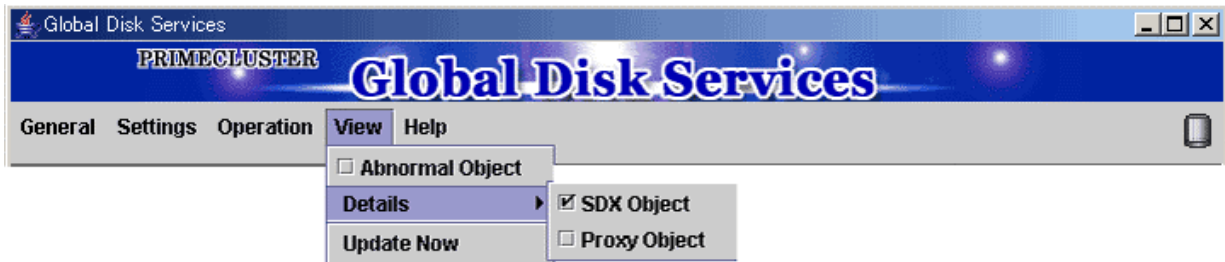 Global Disk Services
PRIMECLUSTER
Global Disk Services
General Settings Operation View Help
Abnormal Object
Details SDX Object
Update Now Proxy Object